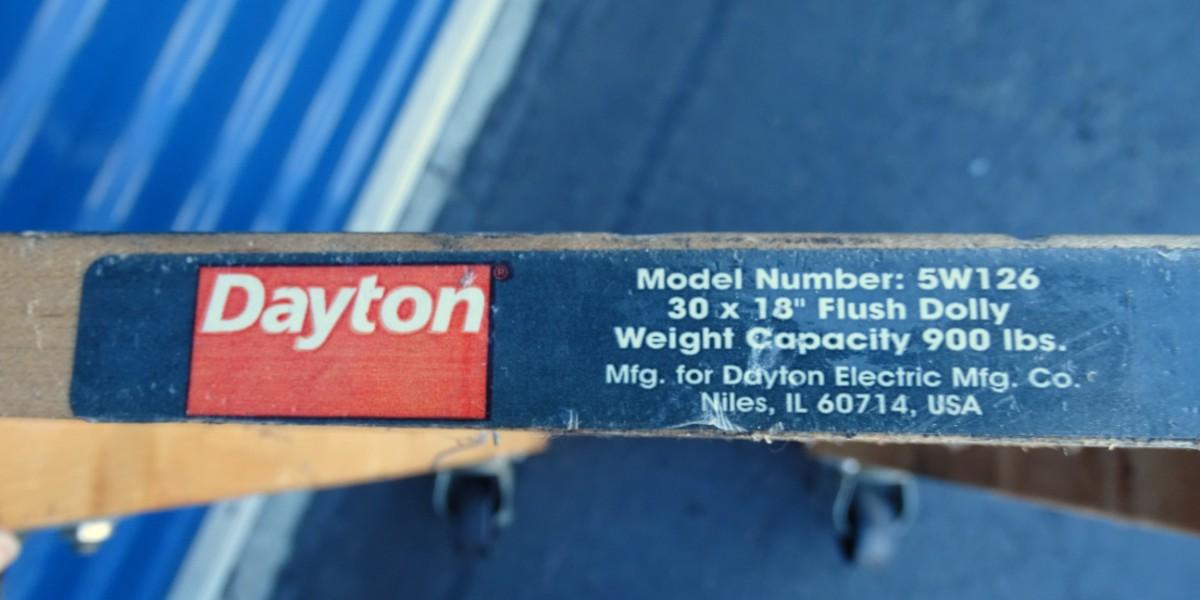 Dayton®
Model Number: 5W126
30 x 18" Flush Dolly
Weight Capacity 900 lbs.
Mfg. for Dayton Electric Mfg. Co.
Niles, IL 60714, USA